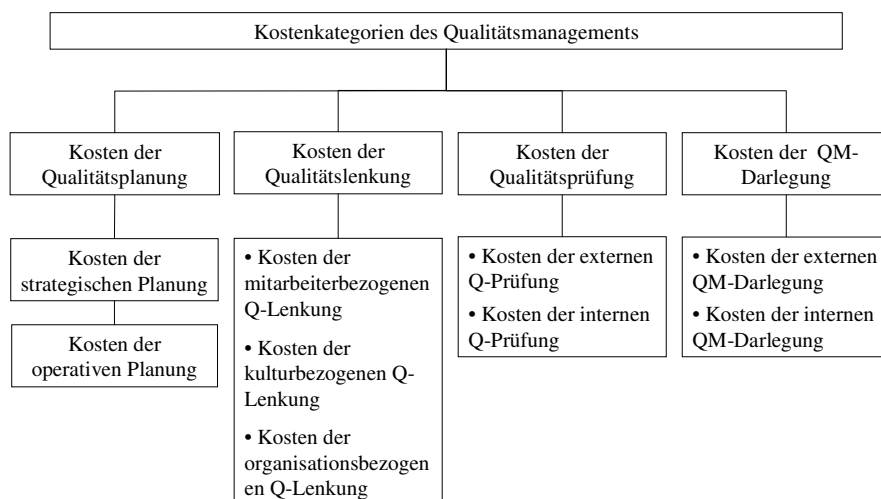 Kostenkategorien des Qualitätsmanagements
Kosten der
Qualitätsplanung
Kosten der
Qualitätslenkung
Kosten der
Qualitätsprüfung
Kosten der QM-
Darlegung
Kosten der
strategischen Planung
Kosten der
operativen Planung
• Kosten der
mitarbeiterbezogenen
Q-Lenkung
• Kosten der
kulturbezogenen Q-
Lenkung
• Kosten der
organisationsbezogen
en Q-Lenkung
• Kosten der externen
Q-Prüfung
• Kosten der internen
Q-Prüfung
• Kosten der externen
QM-Darlegung
• Kosten der internen
QM-Darlegung